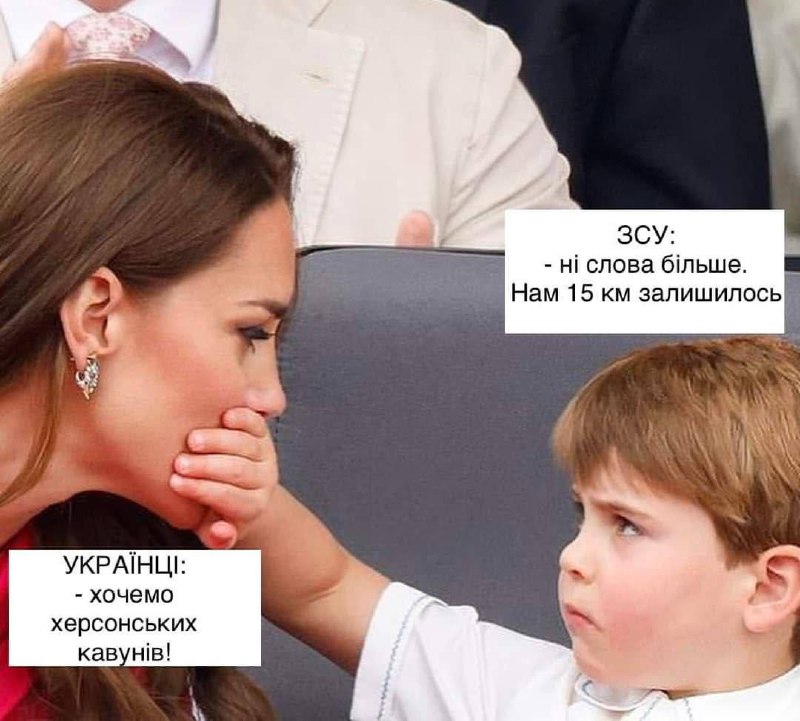 ЗСУ:
- ні слова більше.
Нам 15 км залишилось
УКРАЇНЦІ:
- хочемо
херсонських
кавунів!